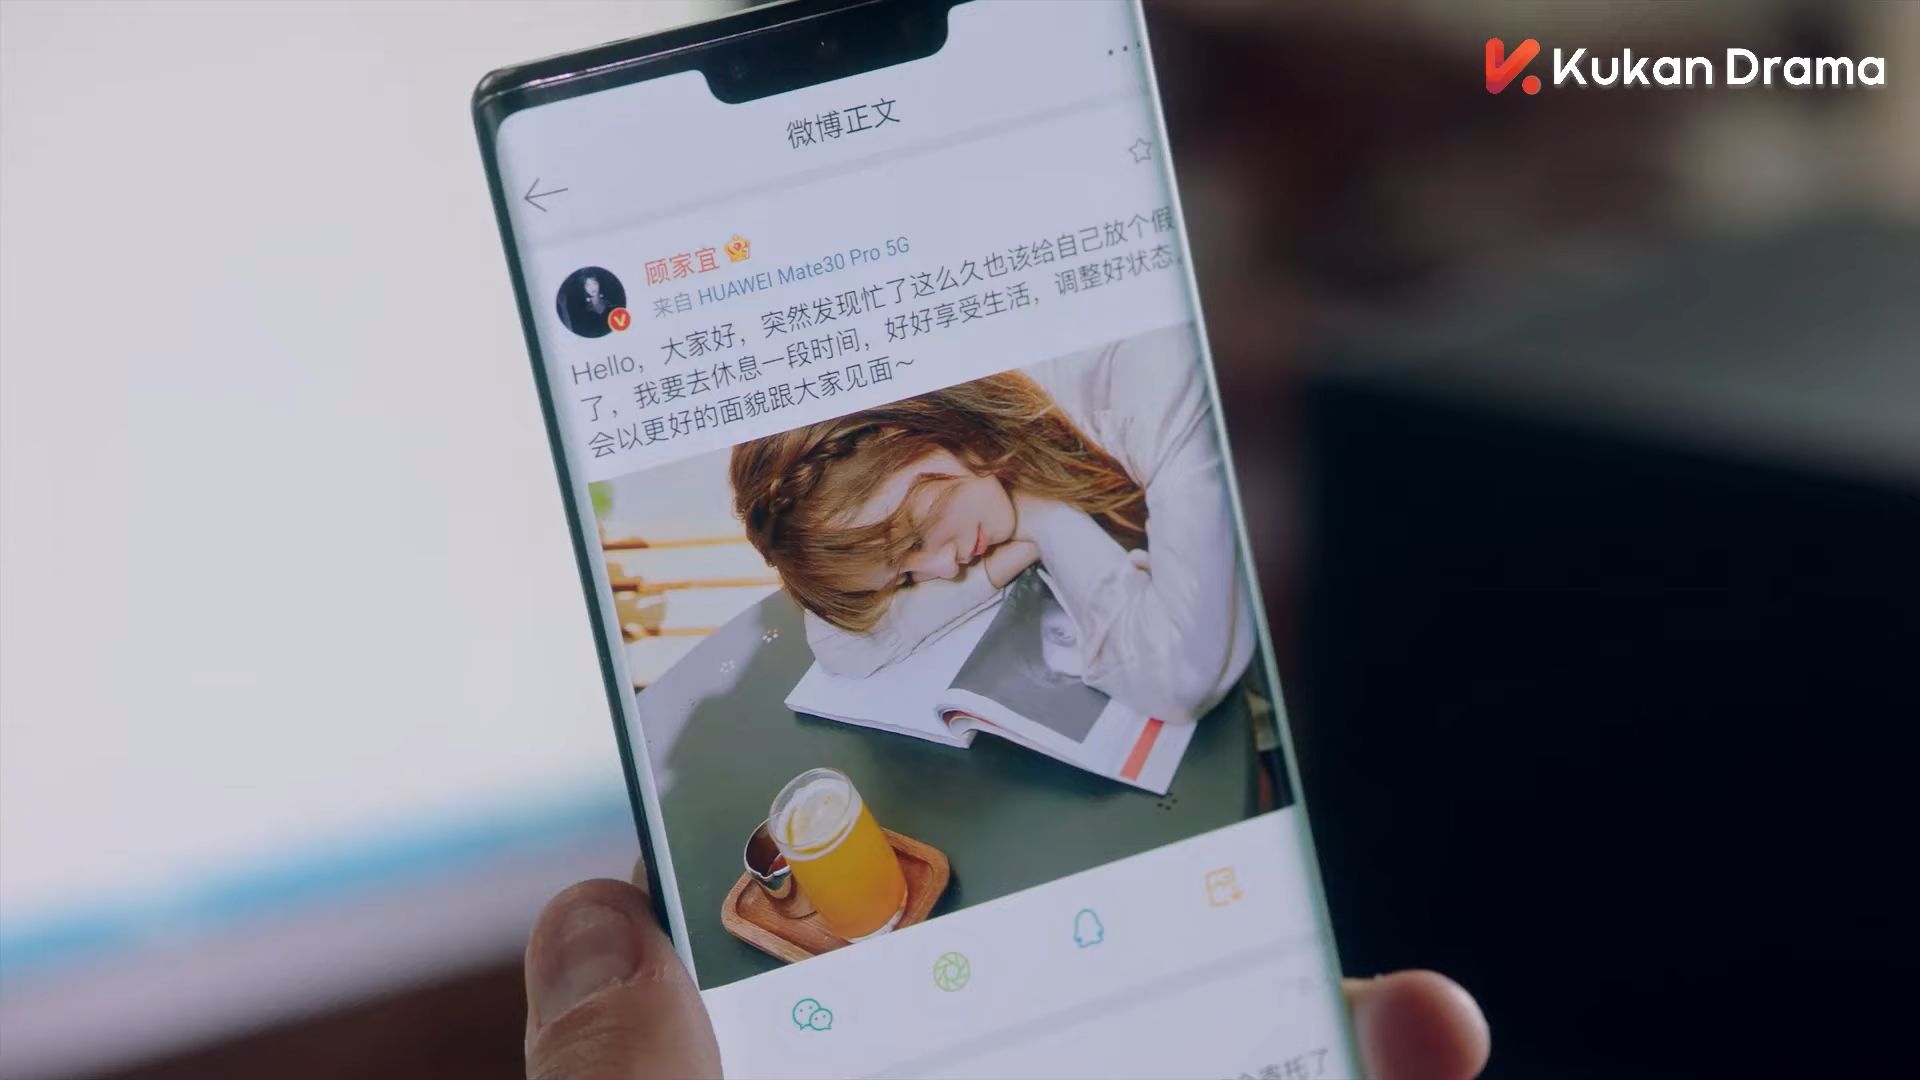 Kukan Drama
微博正文
顾家宜
来自 HUAWEI Mate30 Pro 5G
Hello，大家好，突然发现忙了这么久也该给自己放个假
了，我要去休息一段时间，好好享受生活，调整好状态
会以更好的面貌跟大家见面～
寄托了